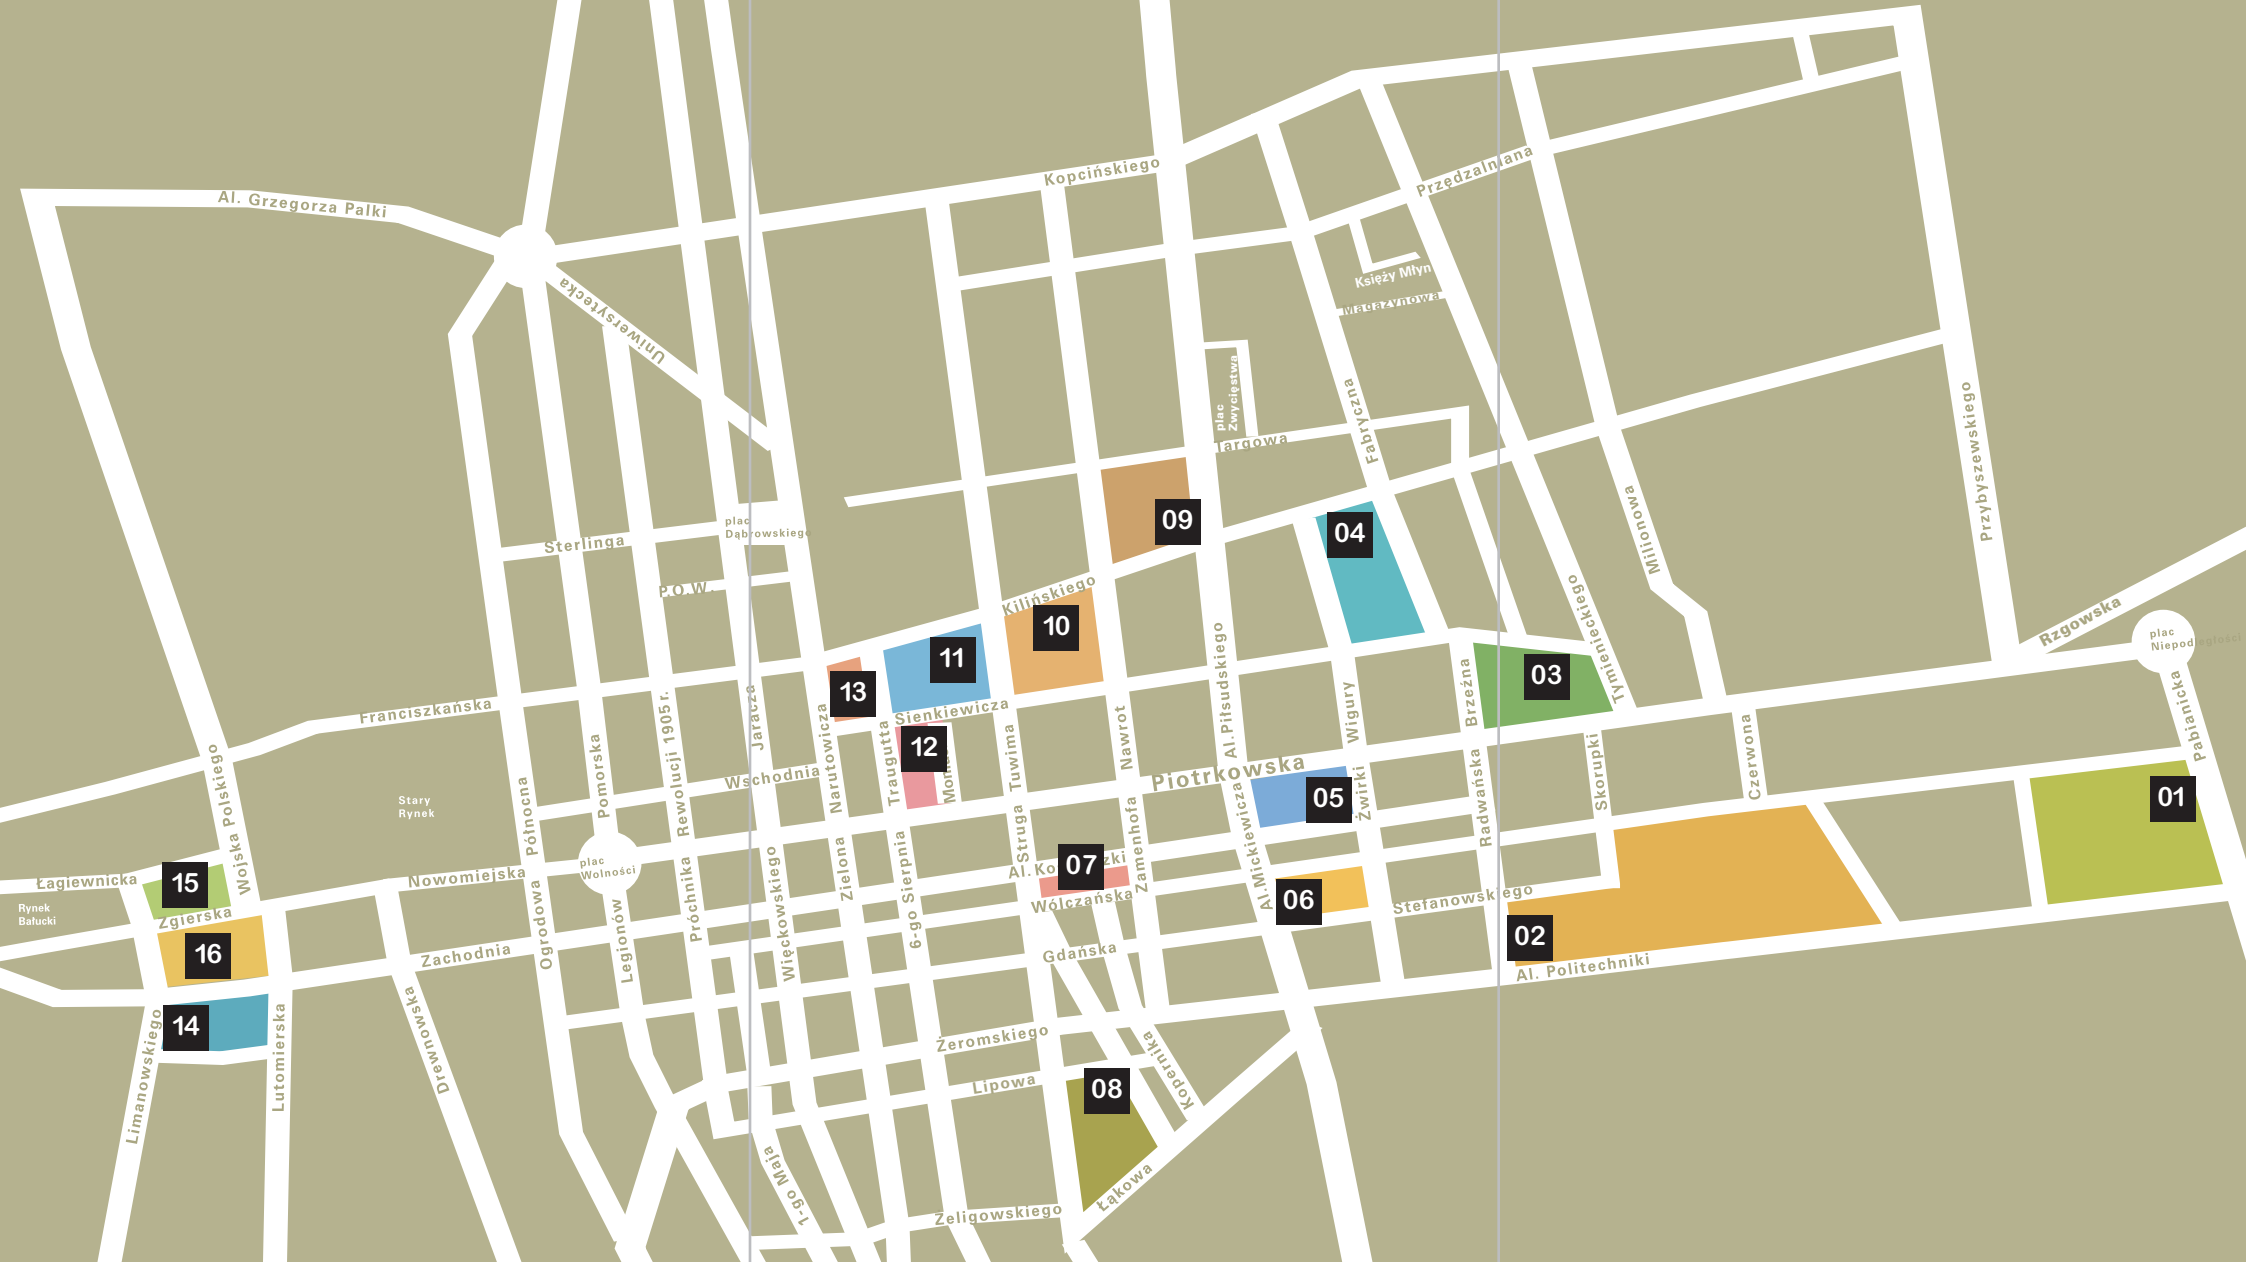 Kopcińskiego
Przędzalniana
Al. Grzegorza Palki
Uniwersytecka
Księży Młyn
Magazynowa
plac
Zwycięstwa
Targowa
Fabryczna
Przybyszewskiego
Milionowa
09
04
plac
Dąbrowskiego
Sterlinga
P.O.W.
Kilińskiego
Tymienieckiego
Rzgowska
plac
Niepodległości
10
11
13
03
Al.Piłsudskiego
Wigury
Brzeźna
Pabianicka
Franciszkańska
Sienkiewicza
Rewolucji 1905 r.
Jaracza
Narutowicza
Traugutta
12
Tuwima
Nawrot
Pomorska
Wojska Polskiego
Północna
Wschodnia
Piotrkowska
05
Żwirki
Radwańska
Skorupki
Czerwona
01
Stary
Rynek
plac
Wolności
Nowomiejska
Łagiewnicka
15
Rynek
Bałucki
Zgierska
16
14
Zachodnia
Ogrodowa
Legionów
Próchnika
Więckowskiego
Zielona
6-go Sierpnia
Al.Struga
07
Wólczańska
Zamenhofa
Al.Mickiewicza
06
Stefanowskiego
02
Al. Politechniki
Gdańska
Żeromskiego
Lipowa
08
Kopernika
Łąkowa
Żeligowskiego
1-go Maja
Drewnowska
Lutomierska
Limanowskiego